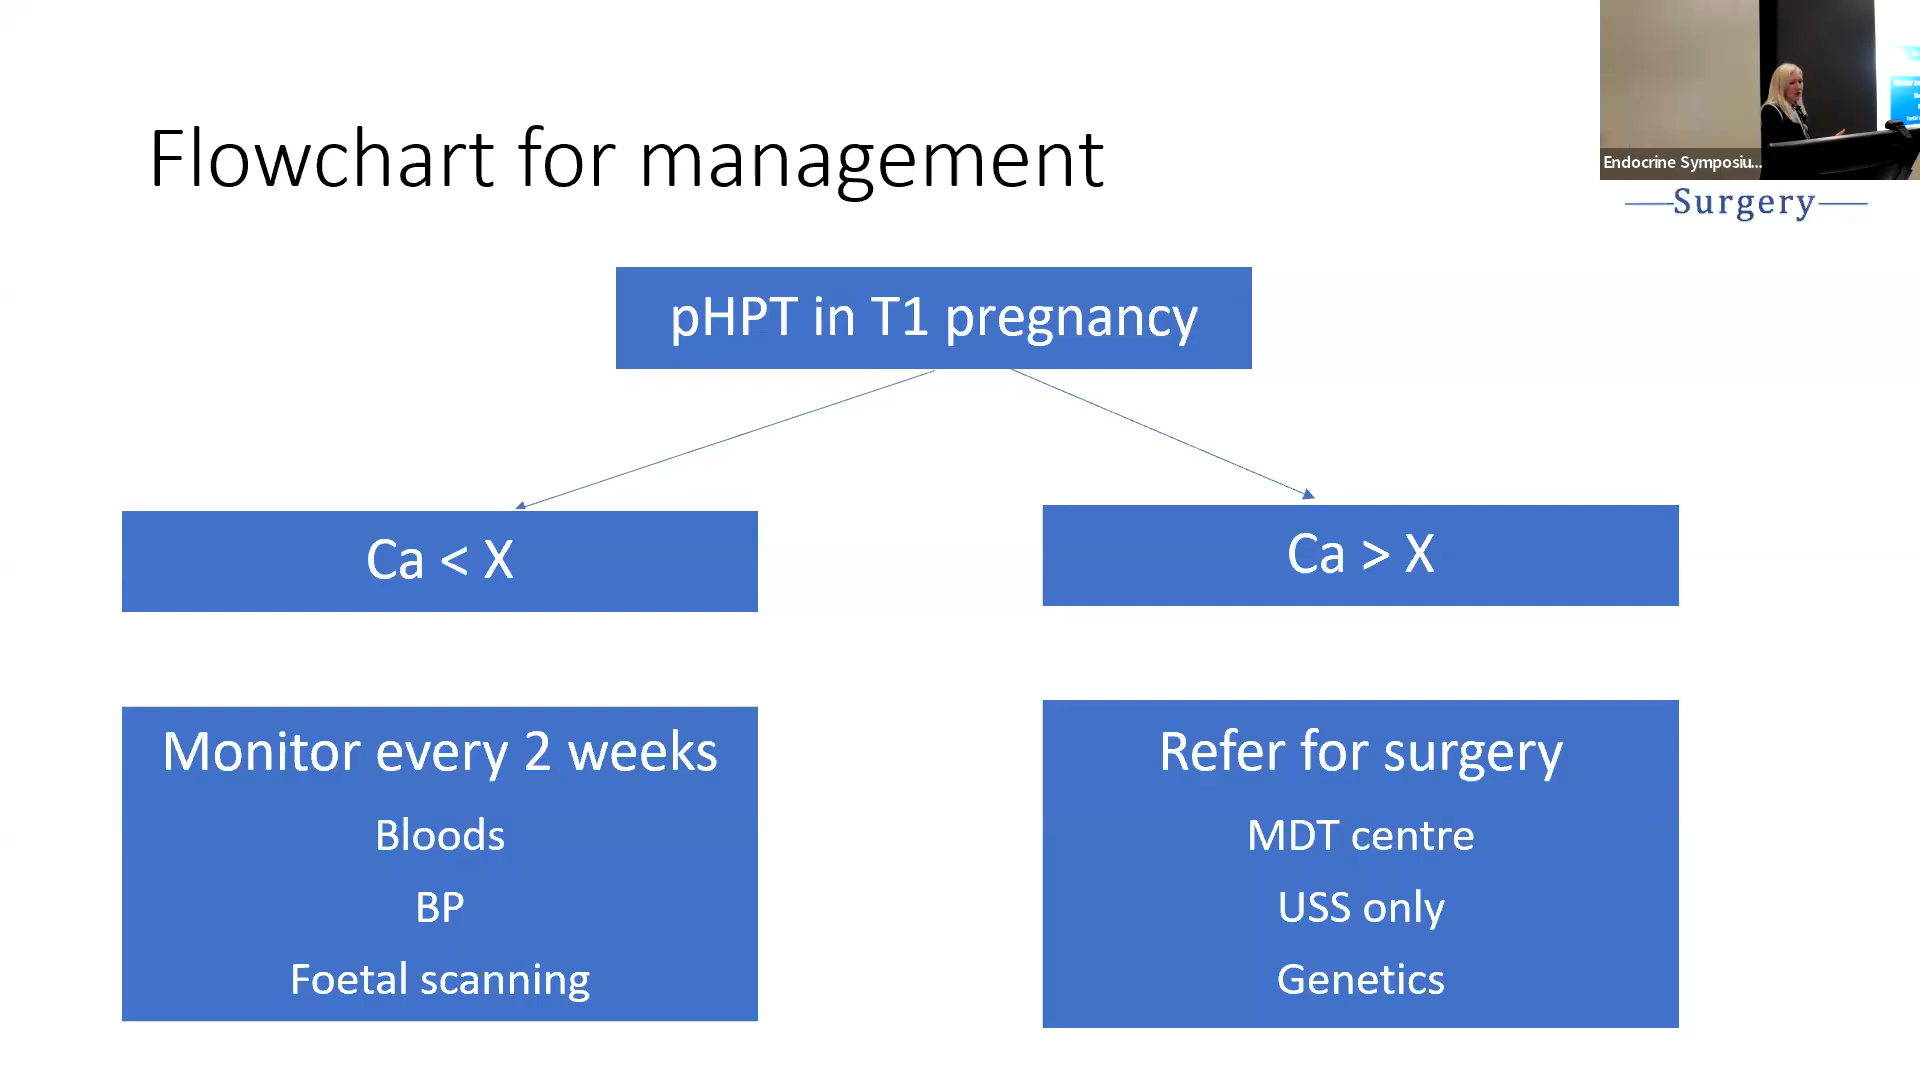 Flowchart for management
Endocrine Symposiu...
Surgery
pHPT in T1 pregnancy
Ca < X
Ca > X
Monitor every 2 weeks
Bloods
BP
Foetal scanning
Refer for surgery
MDT centre
USS only
Genetics